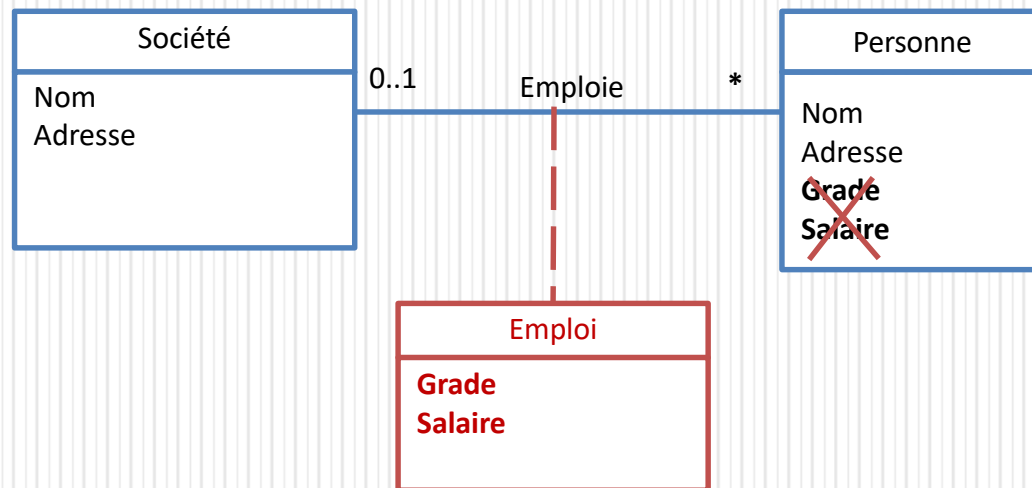 Société
Nom
Adresse
0..1
Emploie
*
Personne
Nom
Adresse
Grade
Salaire
Emploi
Grade
Salaire